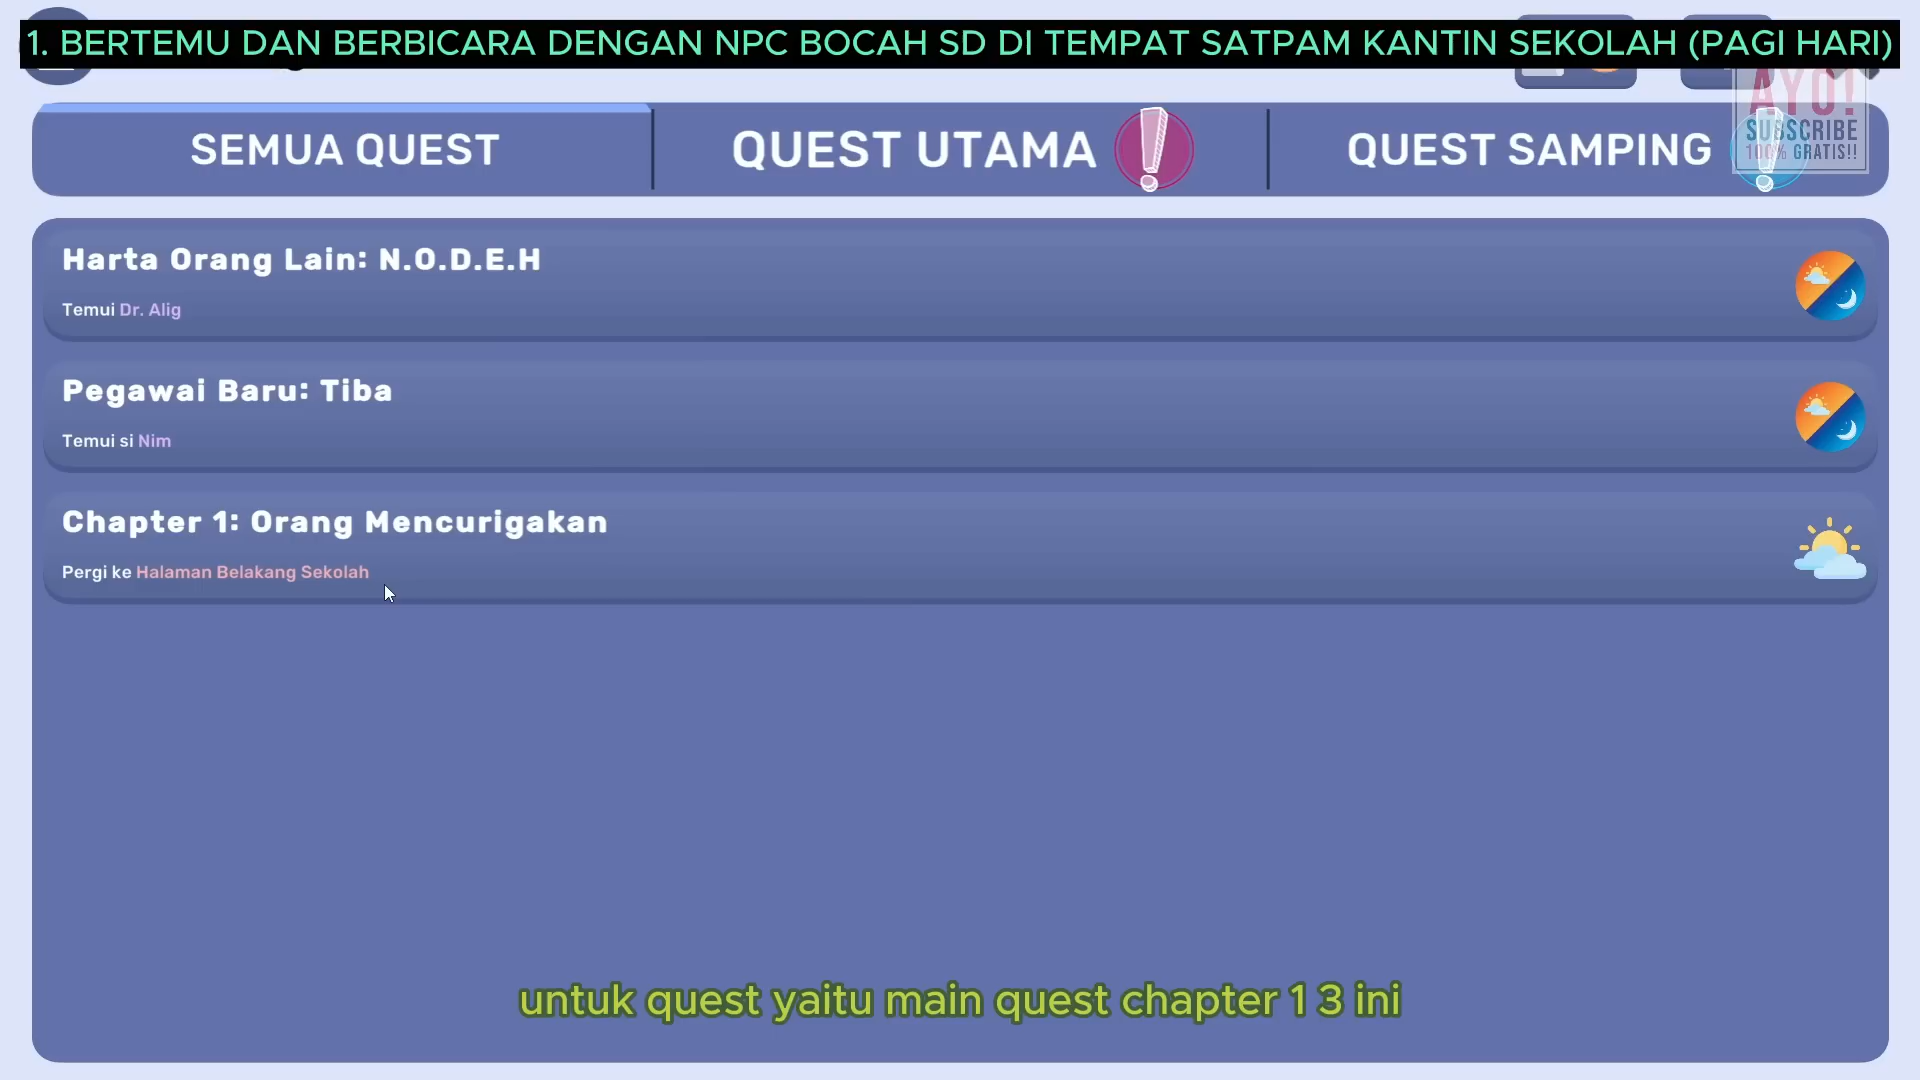 1. BERTEMU DAN BERBICARA DENGAN NPC BOCAH SD DI TEMPAT SATPAM KANTIN SEKOLAH (PAGI HARI)
AYO!
SUBSCRIBE
100% GRATIS!!
SEMUA QUEST
QUEST UTAMA
QUEST SAMPING
Harta Orang Lain: N.O.D.E.H
Temui Dr. Alig
Pegawai Baru: Tiba
Temui si Nim
Chapter 1: Orang Mencurigakan
Pergi ke Halaman Belakang Sekolah
untuk quest yaitu main quest chapter 1 3 ini